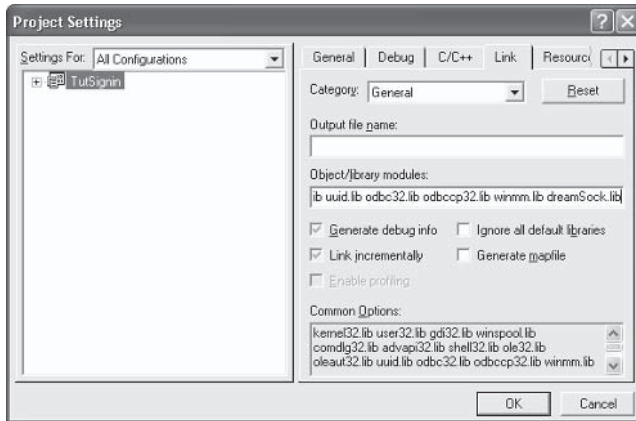 Project Settings
Settings For: All Configurations
TutSignin
General Debug C/C++ Link Resourc
Category: General Reset
Output file name:
Object/library modules:
ib uuid.lib odbc32.lib odbccp32.lib winmm.lib dreamSock.lib
Generate debug info Ignore all default libraries
Link incrementally Generate mapfile
Enable profiling
Common Options:
kernel32.lib user32.lib gdi32.lib winspool.lib
comdlg32.lib advapi32.lib shell32.lib ole32.lib
oleaut32.lib uuid.lib odbc32.lib odbccp32.lib winmm.lib
OK Cancel